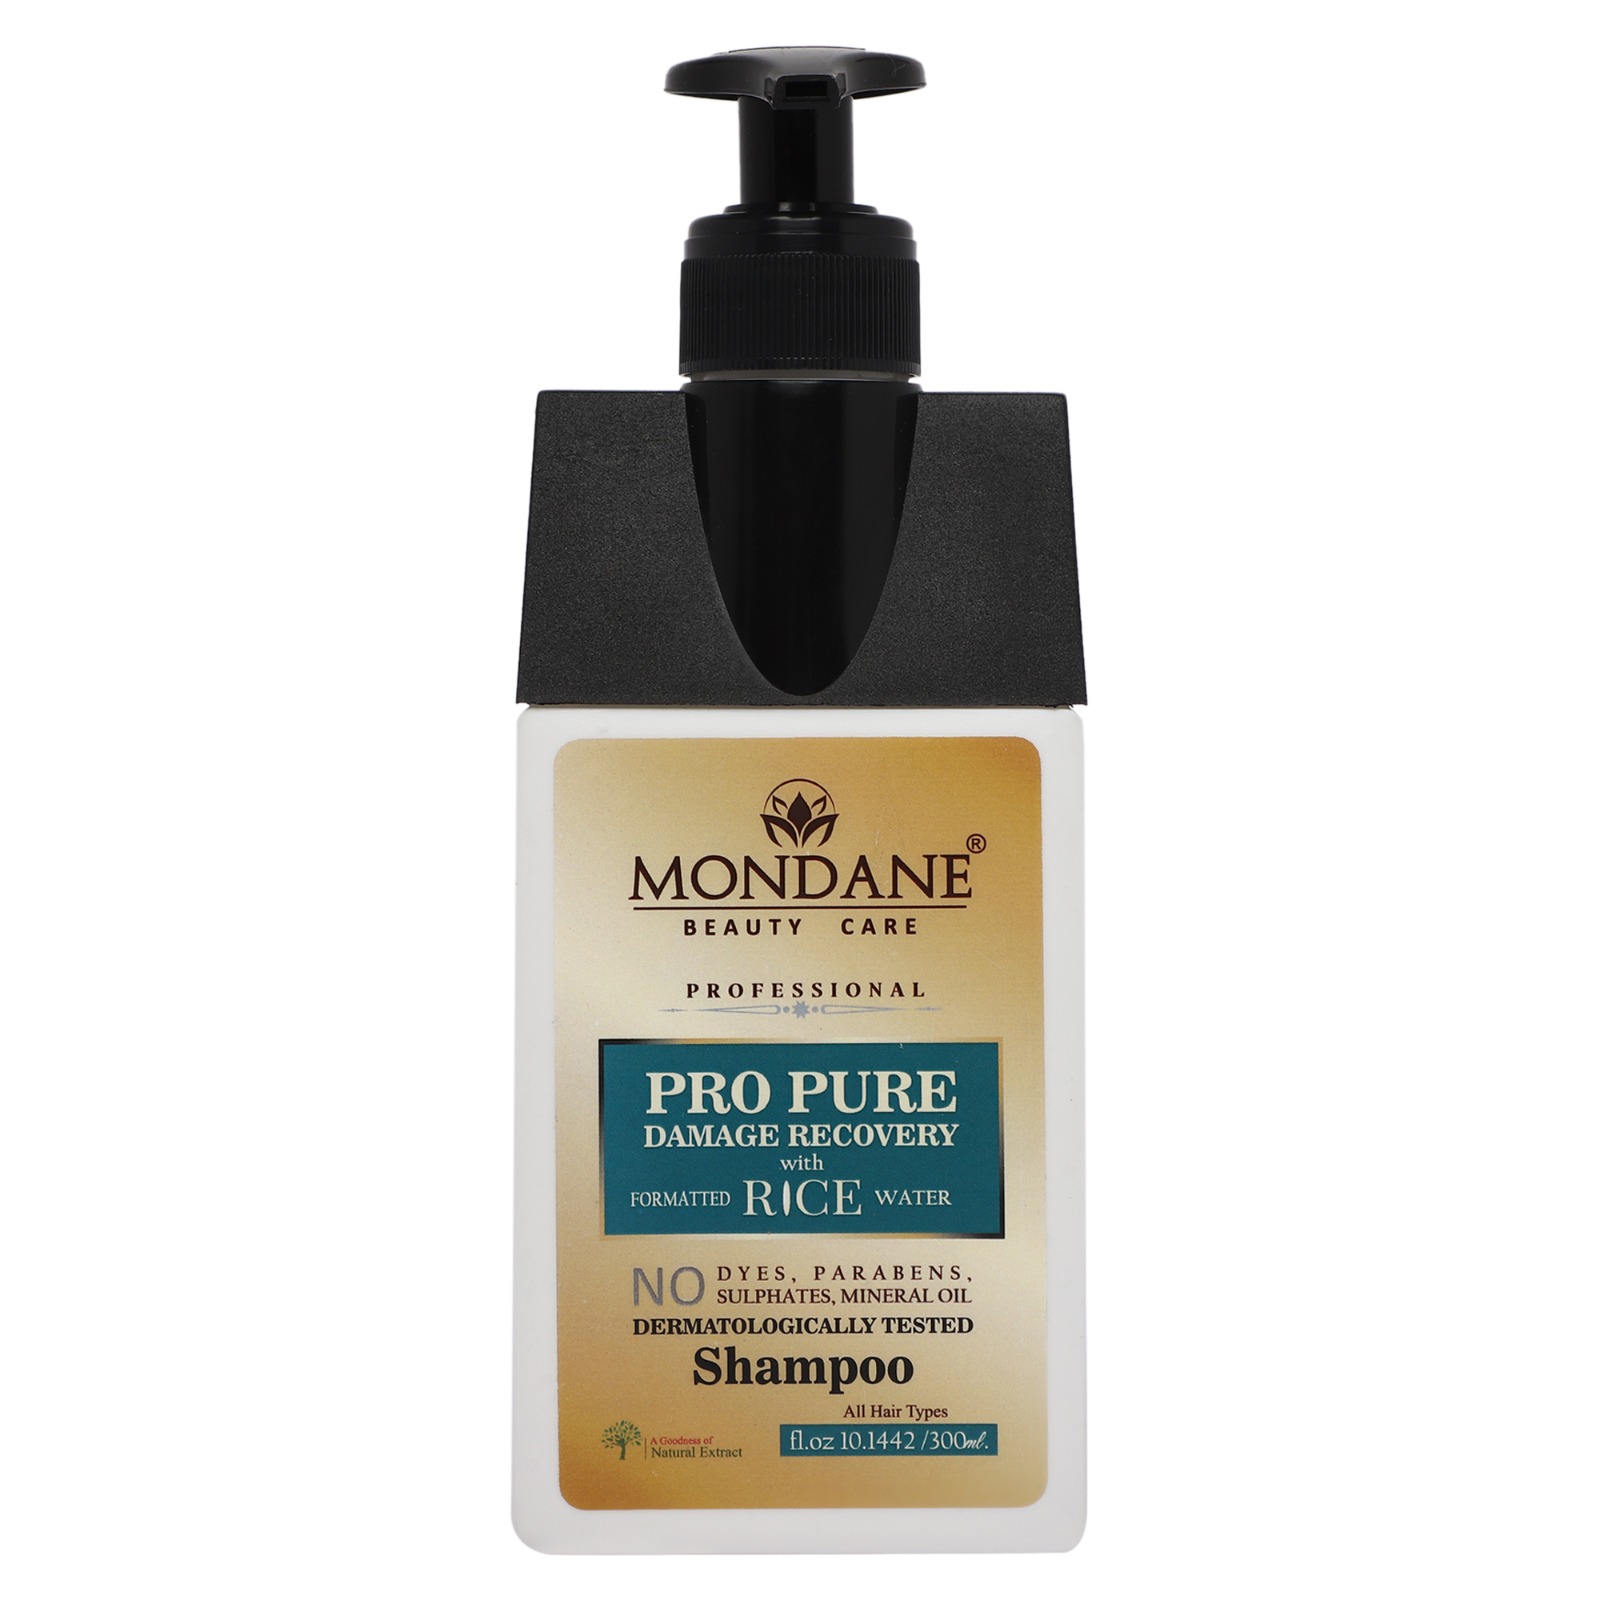 MONDANE®
BEAUTY CARE
PROFESSIONAL
PRO PURE
DAMAGE RECOVERY
with
FORMATTED RICE WATER
NO DYES, PARABENS,
SULPHATES, MINERAL OIL
DERMATOLOGICALLY TESTED
Shampoo
All Hair Types
A Goodness of
Natural Extract
fl.oz 10.1442 /300ml.